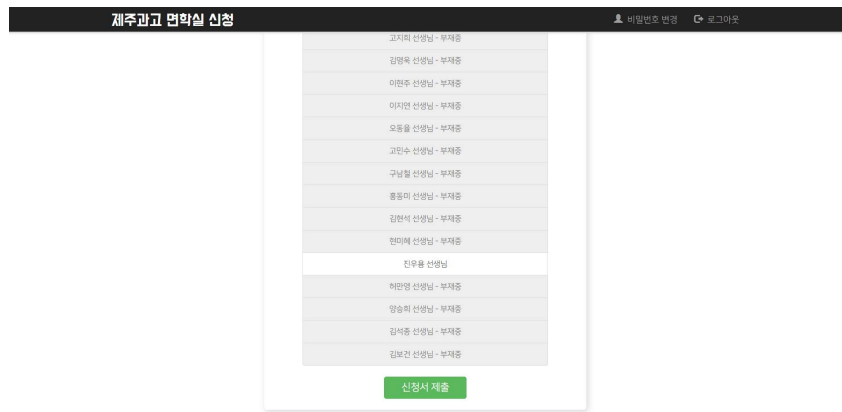 제주과고 면학실 신청
비밀번호 변경
로그아웃
고지희 선생님 - 부재중
김명욱 선생님 - 부재중
이현주 선생님 - 부재중
이지연 선생님 - 부재중
오동율 선생님 - 부재중
고민수 선생님 - 부재중
구남철 선생님 - 부재중
홍동미 선생님 - 부재중
김현석 선생님 - 부재중
현미혜 선생님 - 부재중
진우용 선생님
허만영 선생님 - 부재중
양승희 선생님 - 부재중
김석종 선생님 - 부재중
김보건 선생님 - 부재중
신청서 제출